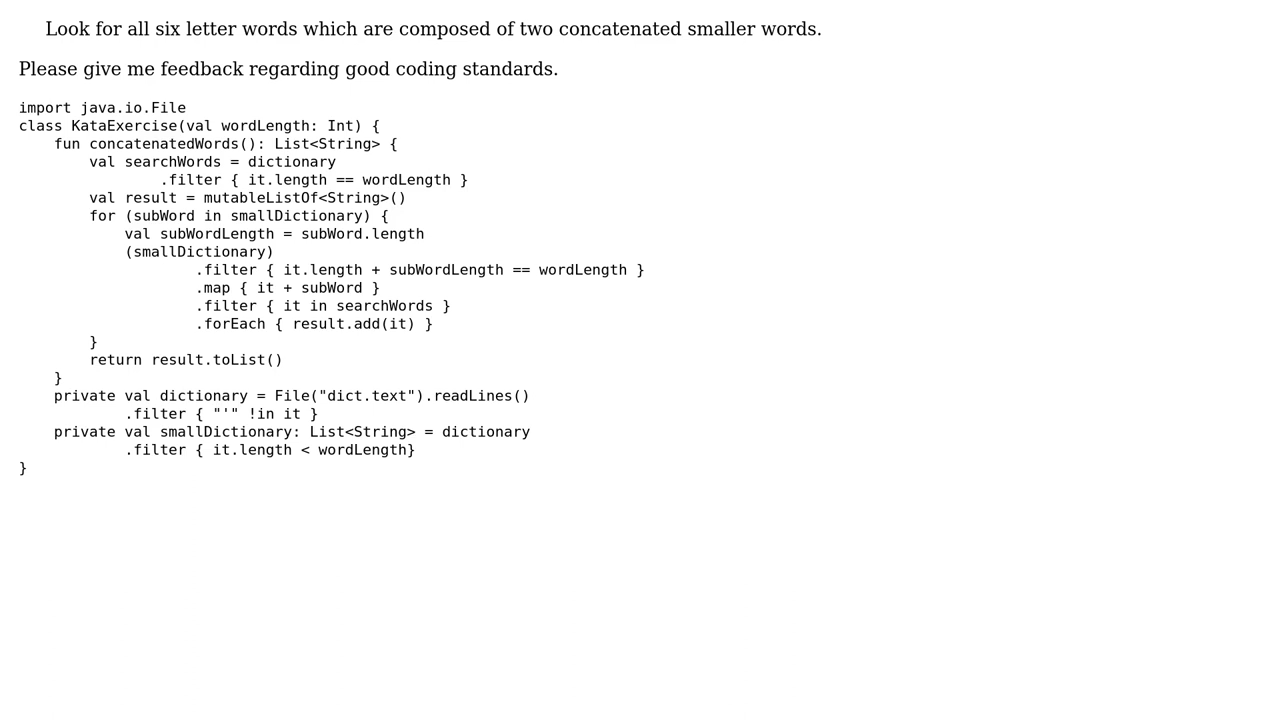 Look for all six letter words which are composed of two concatenated smaller words.
Please give me feedback regarding good coding standards.
import java.io.File
class KataExercise(val wordLength: Int) {
    fun concatenatedWords(): List<String> {
        val searchWords = dictionary
                .filter { it.length == wordLength }
        val result = mutableListOf<String>()
        for (subWord in smallDictionary) {
            val subWordLength = subWord.length
            (smallDictionary)
                    .filter { it.length + subWordLength == wordLength }
                    .map { it + subWord }
                    .filter { it in searchWords }
                    .forEach { result.add(it) }
        }
        return result.toList()
    }
    private val dictionary = File("dict.text").readLines()
            .filter { "'" !in it }
    private val smallDictionary: List<String> = dictionary
            .filter { it.length < wordLength}
}